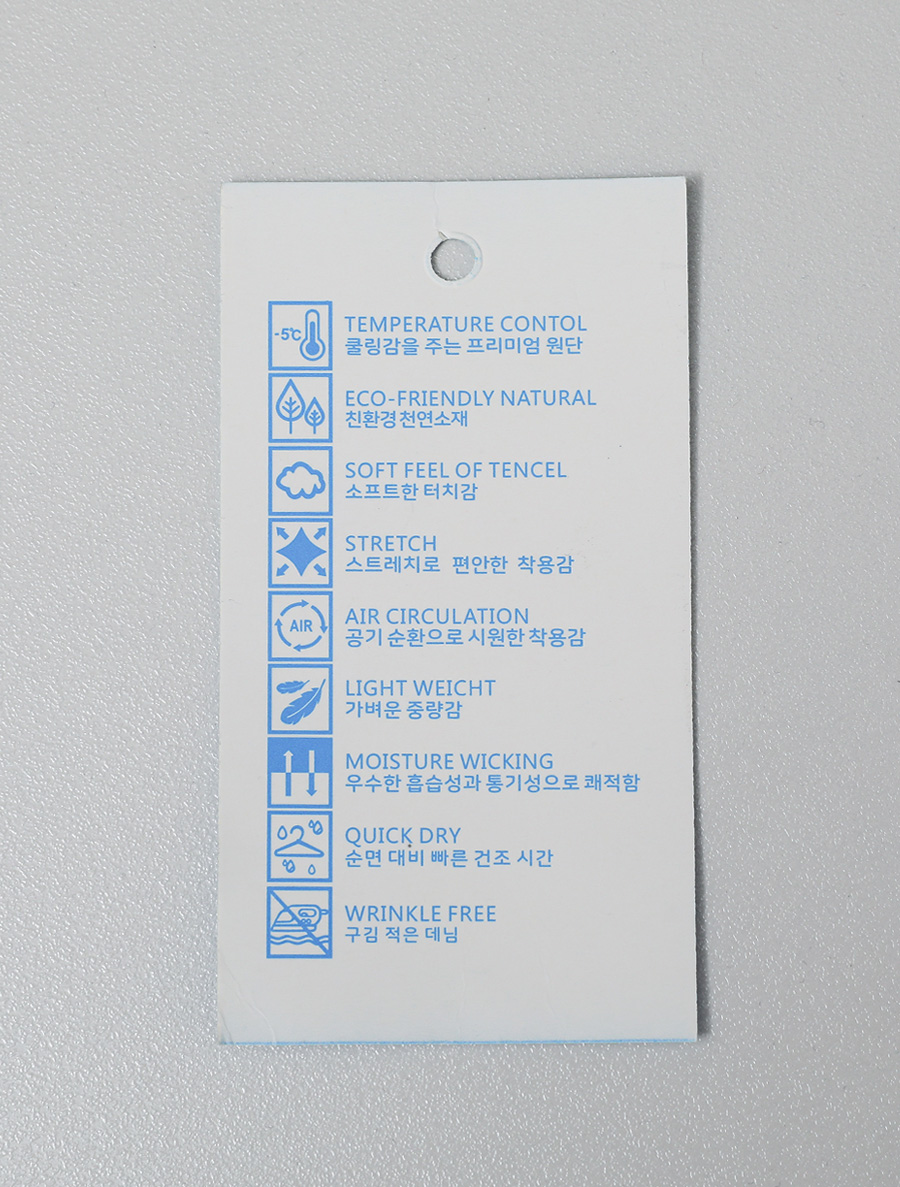 -5℃
TEMPERATURE CONTOL
쿨링감을 주는 프리미엄 원단
ECO-FRIENDLY NATURAL
친환경천연소재
SOFT FEEL OF TENCEL
소프트한 터치감
STRETCH
스트레치로 편안한 착용감
AIR
AIR CIRCULATION
공기 순환으로 시원한 착용감
LIGHT WEICHT
가벼운 중량감
MOISTURE WICKING
우수한 흡습성과 통기성으로 쾌적함
QUICK DRY
순면 대비 빠른 건조 시간
WRINKLE FREE
구김 적은 데님